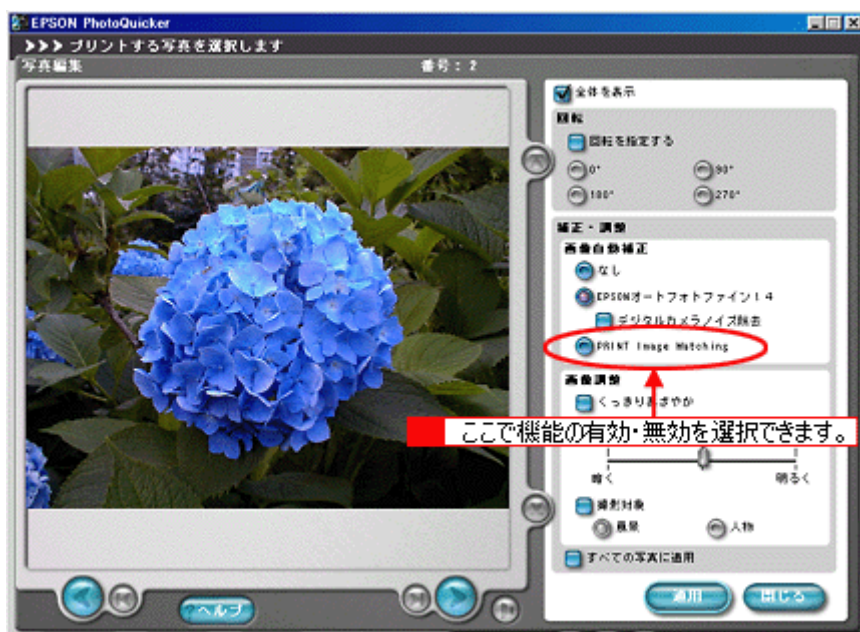 EPSON PhotoQuicker
>>> プリントする写真を選択します
写真編集
番号：2
全体を表示
回転
回転を指定する
0°
90°
180°
270°
補正・調整
画像自動補正
なし
EPSONオートフォトファイン！4
デジタルカメラノイズ除去
PRINT Image Matching
画像調整
くっきりあざやか
ここで機能の有効・無効を選択できます。
暗く
明るく
撮影対象
風景
人物
すべての写真に適用
?ヘルプ
適用
閉じる